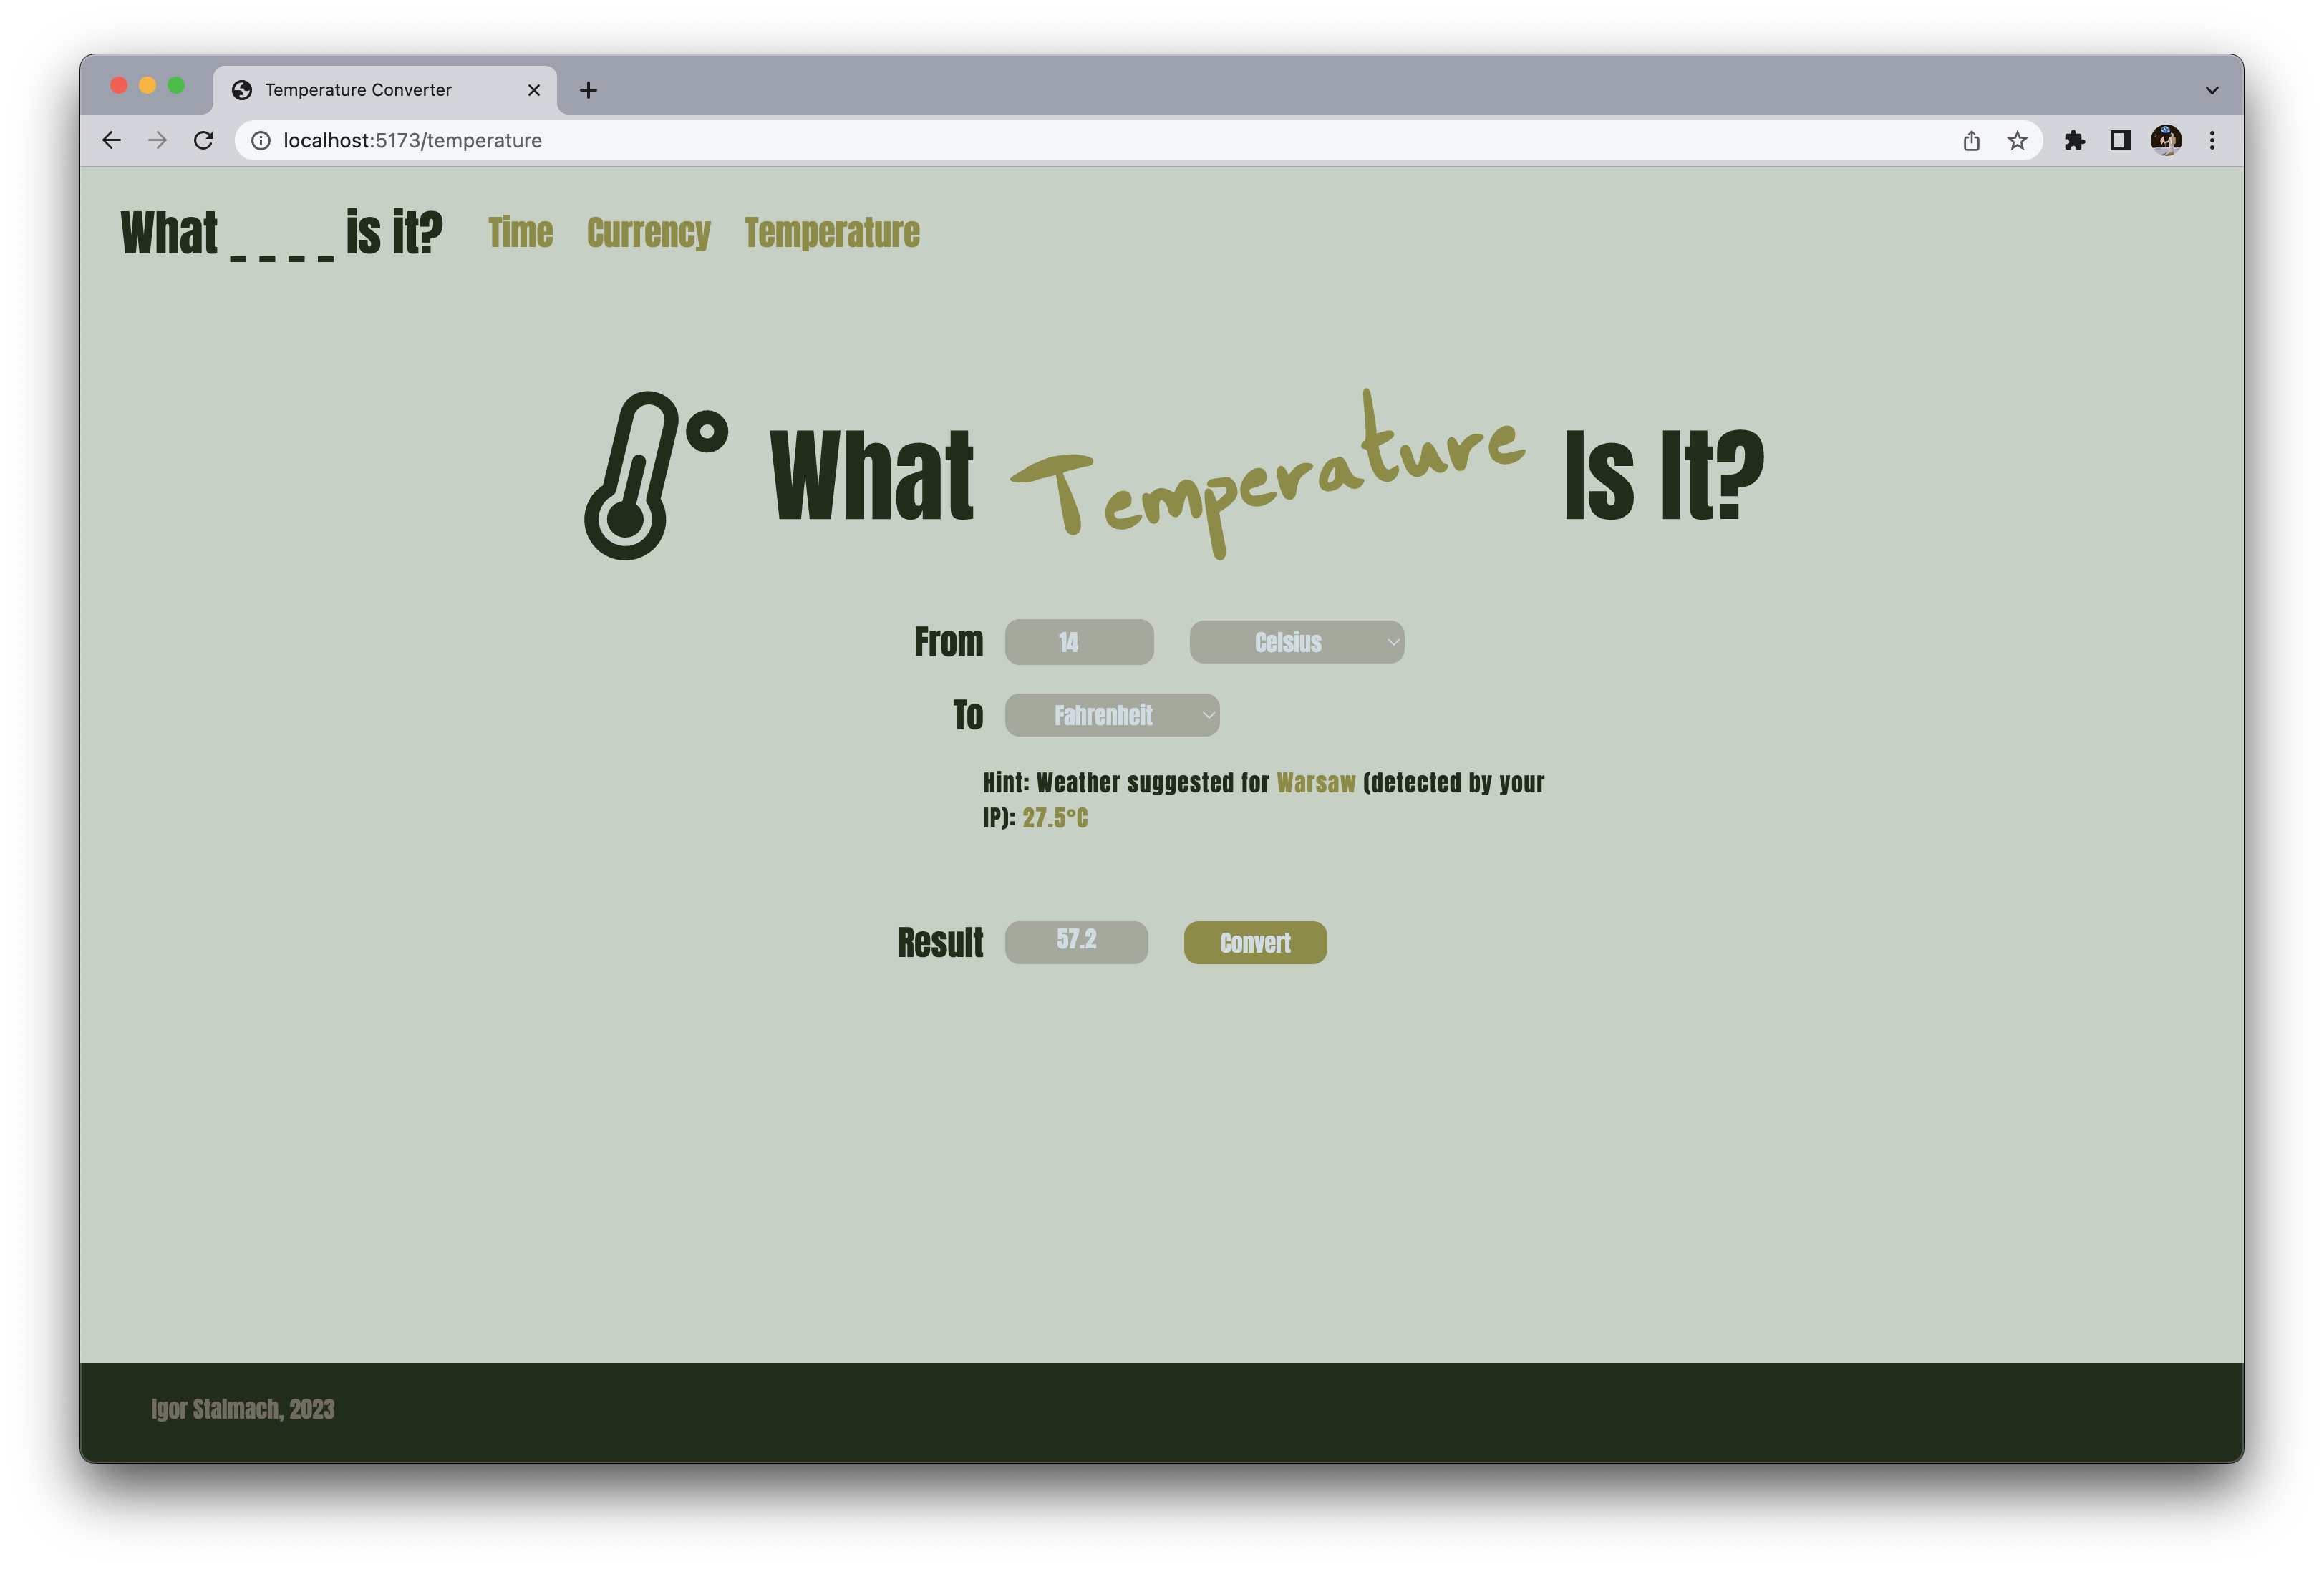 Temperature Converter
localhost:5173/temperature
What _ _ _ _ is it? Time Currency Temperature
What Temperature Is It?
From 14 Celsius
To Fahrenheit
Hint: Weather suggested for Warsaw (detected by your
IP): 27.5°C
Result 57.2 Convert
Igor Stalmach, 2023